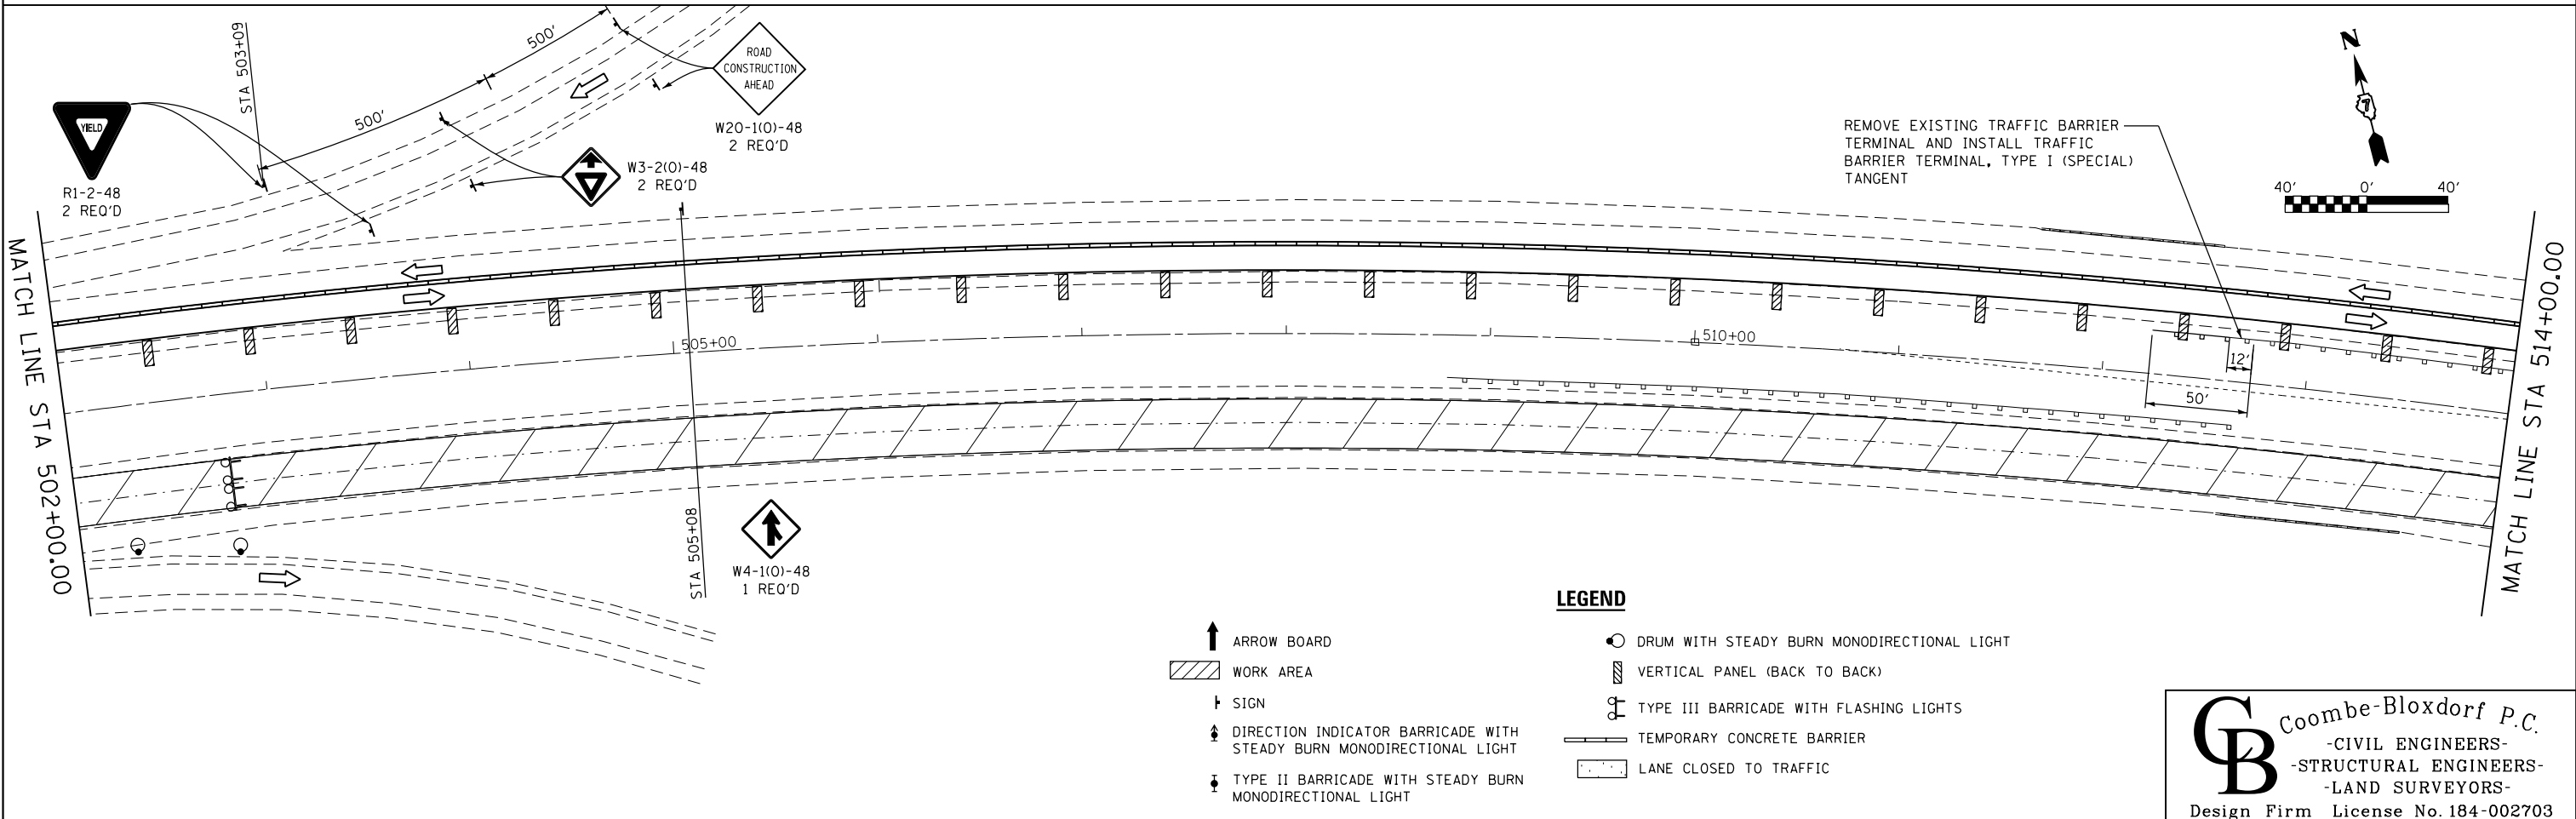 STA 503+09
500'
500'
ROAD
CONSTRUCTION
AHEAD
W20-1(O)-48
2 REQ'D
YIELD
R1-2-48
2 REQ'D
W3-2(O)-48
2 REQ'D
N
7
REMOVE EXISTING TRAFFIC BARRIER
TERMINAL AND INSTALL TRAFFIC
BARRIER TERMINAL, TYPE I (SPECIAL)
TANGENT
40' 0' 40'
MATCH LINE STA 502+00.00
MATCH LINE STA 514+00.00
505+00
510+00
12'
50'
STA 505+08
W4-1(O)-48
1 REQ'D
LEGEND
ARROW BOARD
WORK AREA
SIGN
DIRECTION INDICATOR BARRICADE WITH
STEADY BURN MONODIRECTIONAL LIGHT
TYPE II BARRICADE WITH STEADY BURN
MONODIRECTIONAL LIGHT
DRUM WITH STEADY BURN MONODIRECTIONAL LIGHT
VERTICAL PANEL (BACK TO BACK)
TYPE III BARRICADE WITH FLASHING LIGHTS
TEMPORARY CONCRETE BARRIER
LANE CLOSED TO TRAFFIC
CB
Coombe-Bloxdorf P.C.
-CIVIL ENGINEERS-
-STRUCTURAL ENGINEERS-
-LAND SURVEYORS-
Design Firm License No. 184-002703